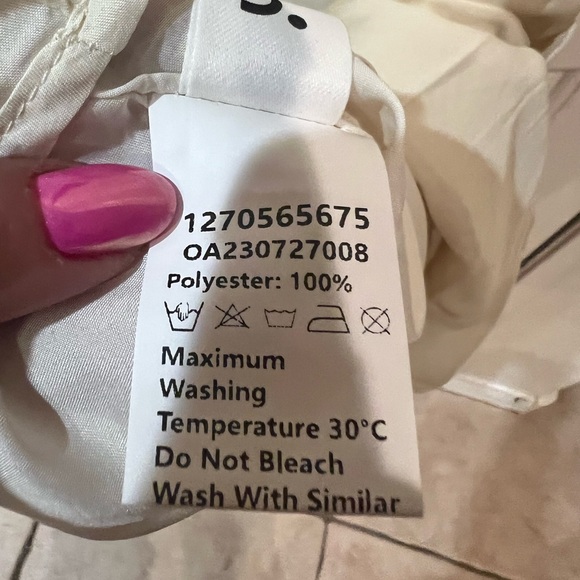 1270565675
OA230727008
Polyester: 100%
Maximum
Washing
Temperature 30°C
Do Not Bleach
Wash With Similar